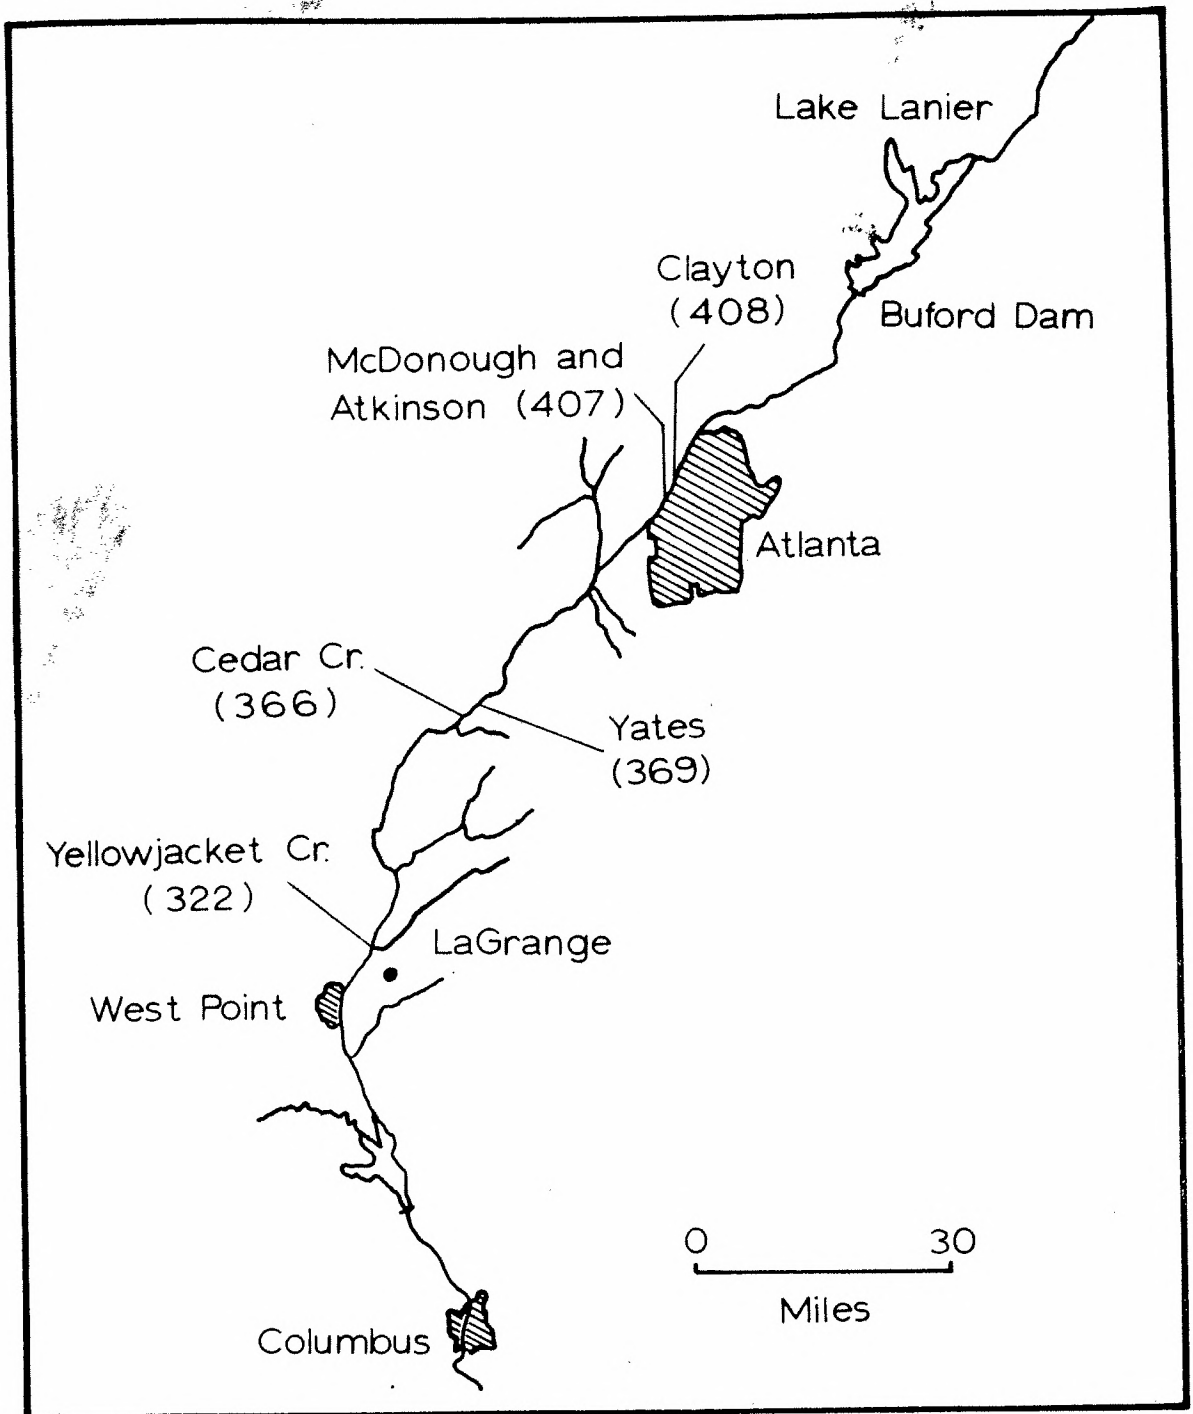 Lake Lanier
Clayton
(408)
Buford Dam
McDonough and
Atkinson (407)
Atlanta
Cedar Cr.
(366)
Yates
(369)
Yellowjacket Cr.
(322)
LaGrange
West Point
0 30
Miles
Columbus